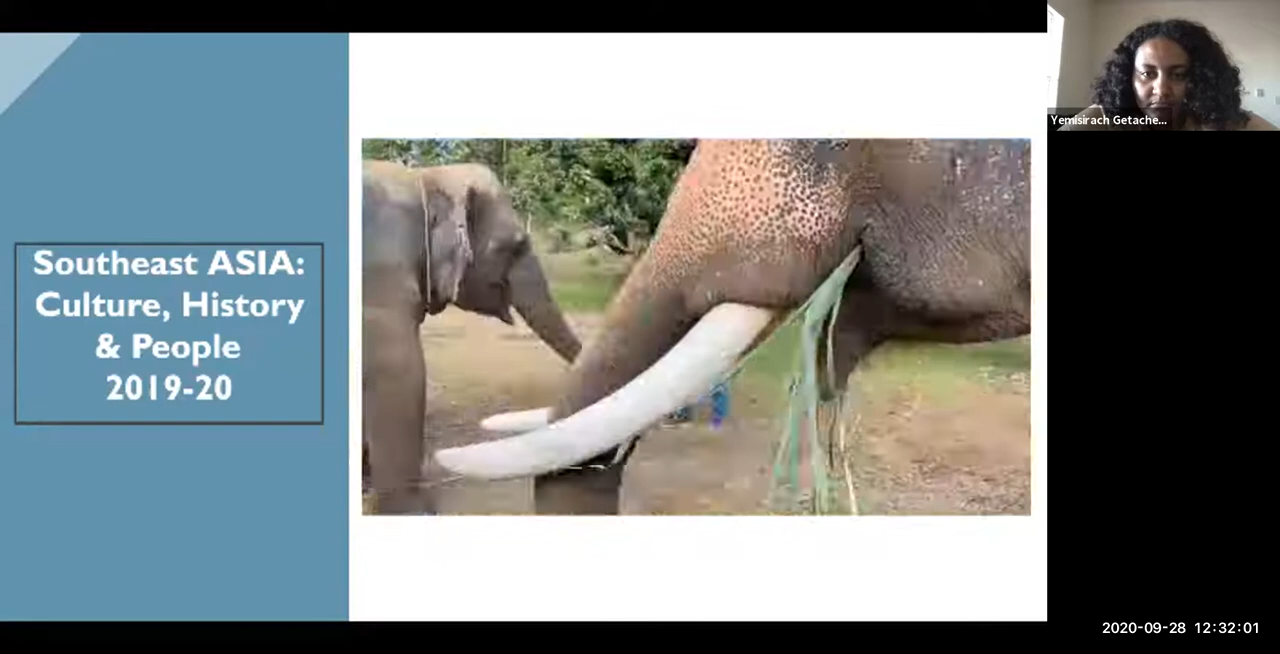 Southeast ASIA:
Culture, History
& People
2019-20
Yemisirach Getache...
2020-09-28 12:32:01